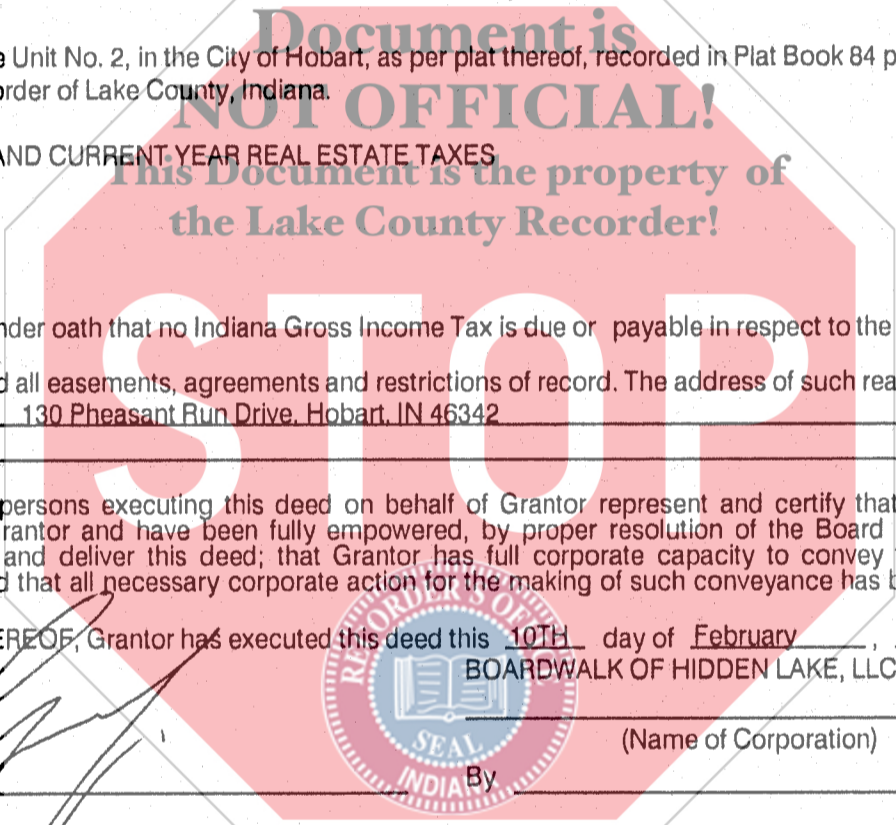 Document is
e Unit No. 2, in the City of Hobart, as per plat thereof, recorded in Plat Book 84 p
order of Lake County, Indiana.
NOT OFFICIAL!
AND CURRENT YEAR REAL ESTATE TAXES
This Document is the property of
the Lake County Recorder!
STOP
nder oath that no Indiana Gross Income Tax is due or payable in respect to the
d all easements, agreements and restrictions of record. The address of such rea
130 Pheasant Run Drive, Hobart, IN 46342
persons executing this deed on behalf of Grantor represent and certify that
rantor and have been fully empowered, by proper resolution of the Board
and deliver this deed; that Grantor has full corporate capacity to convey
d that all necessary corporate action for the making of such conveyance has b
EREOF, Grantor has executed this deed this 10TH day of February ,
BOARDWALK OF HIDDEN LAKE, LLC
(Name of Corporation)
By
RECORDER'S OFFICE
SEAL
INDIANA